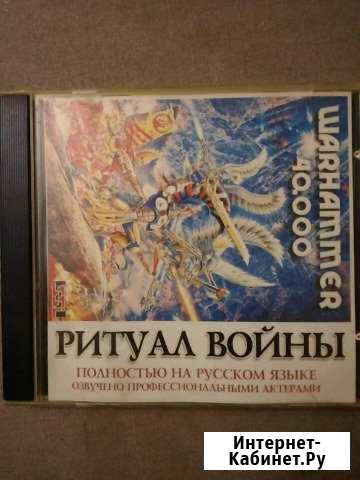 WARHAMMER
40.000
РИТУАЛ ВОЙНЫ
ПОЛНОСТЬЮ НА РУССКОМ ЯЗЫКЕ
ОЗВУЧЕНО ПРОФЕССИОНАЛЬНЫМИ АКТЕРАМИ
Интернет-
Кабинет.Ру